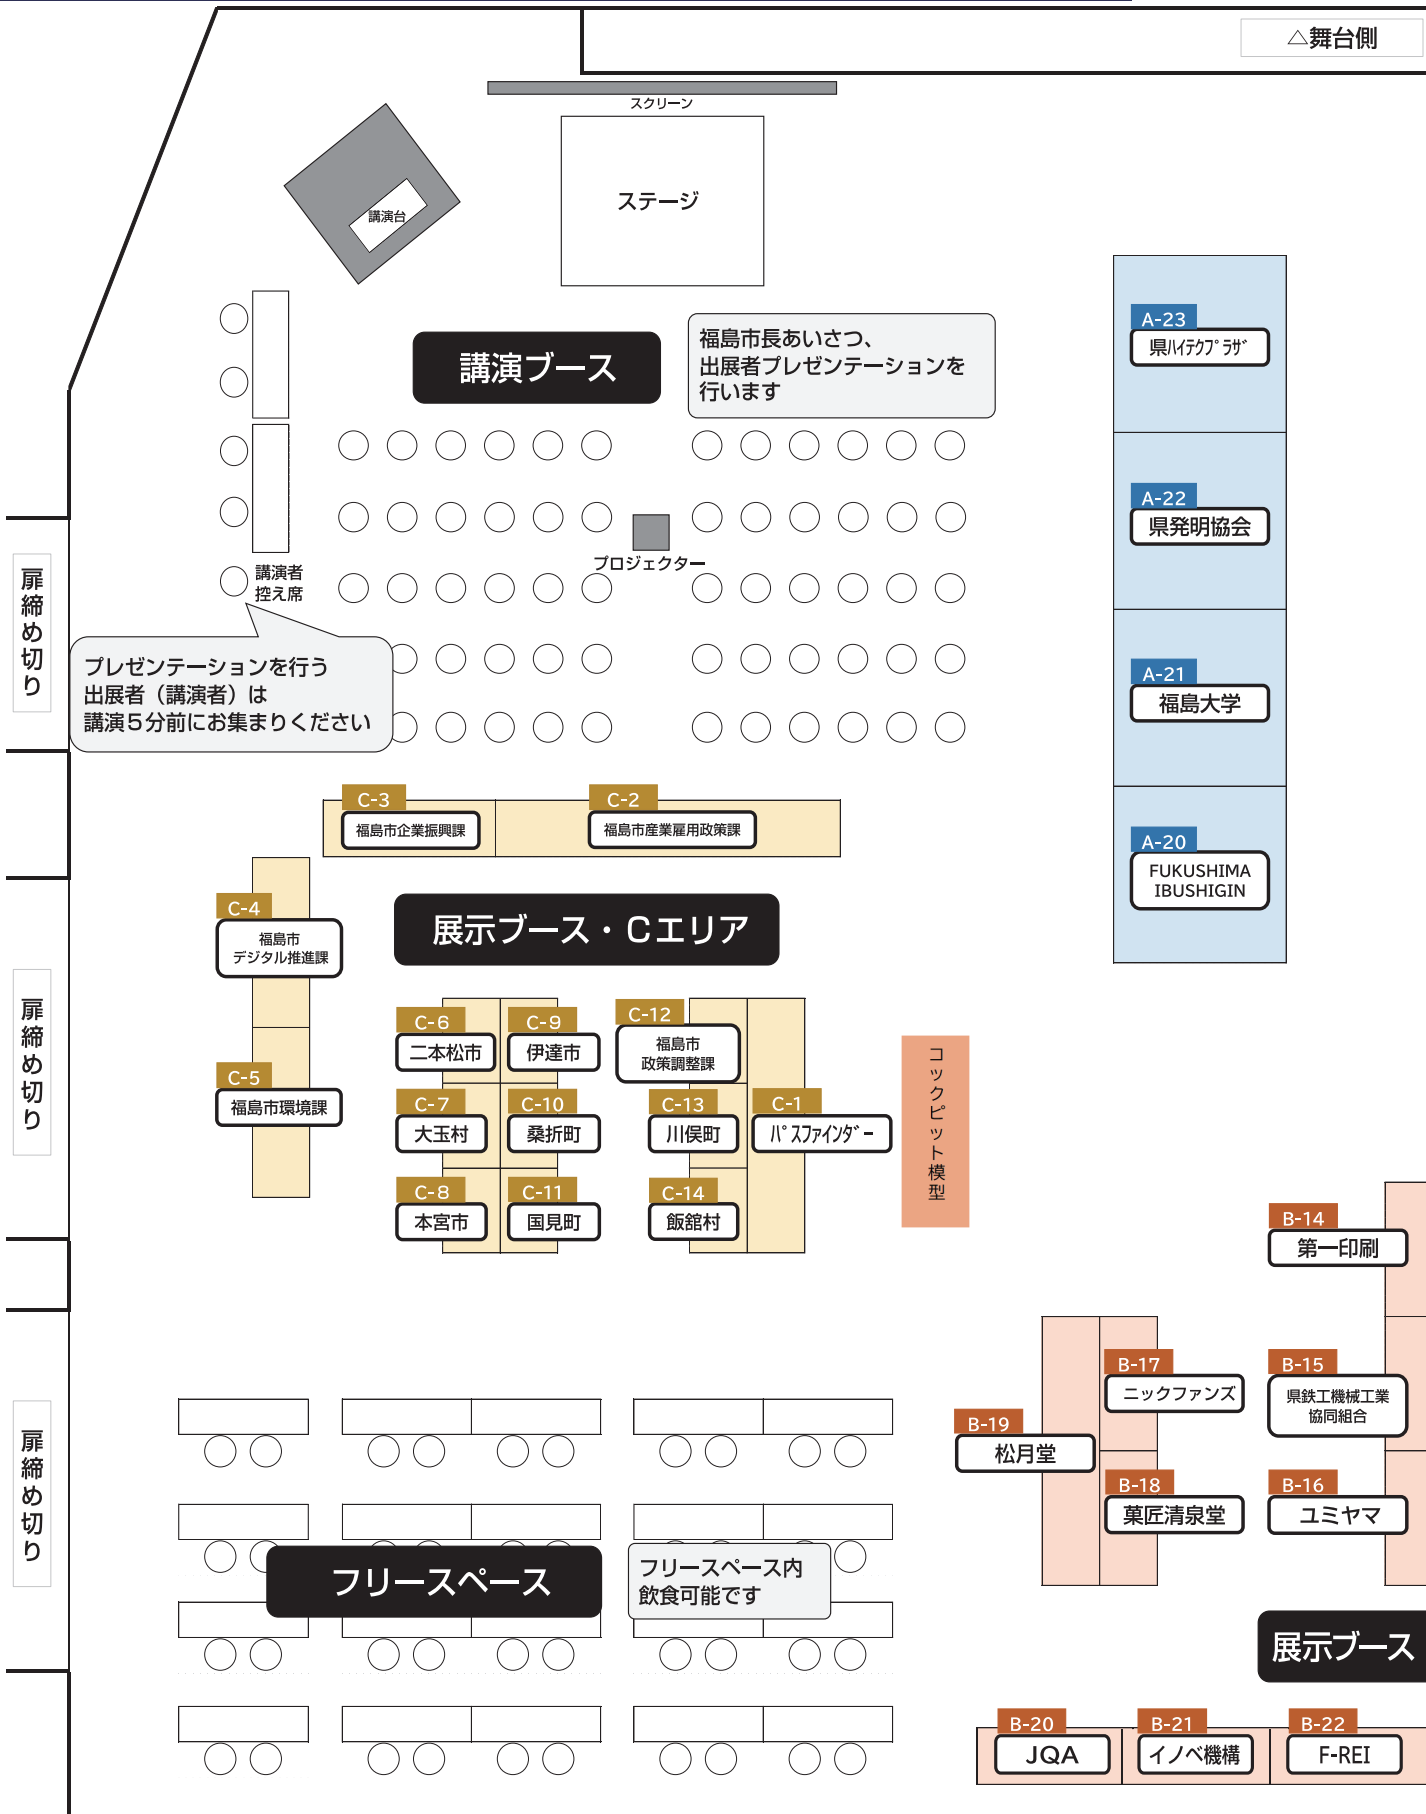 △舞台側
スクリーン
ステージ
講演台
講演ブース
福島市長あいさつ、
出展者プレゼンテーションを
行います
A-23
県ﾊｲﾃｸﾌﾟﾗｻﾞ
A-22
県発明協会
プロジェクター
講演者
控え席
扉締め切り
プレゼンテーションを行う
出展者（講演者）は
講演5分前にお集まりください
A-21
福島大学
C-3
福島市企業振興課
C-2
福島市産業雇用政策課
A-20
FUKUSHIMA
IBUSHIGIN
C-4
福島市
デジタル推進課
展示ブース・Cエリア
扉締め切り
C-5
福島市環境課
C-6
二本松市
C-9
伊達市
C-7
大玉村
C-10
桑折町
C-8
本宮市
C-11
国見町
C-12
福島市
政策調整課
C-13
川俣町
C-1
ﾊﾟｽﾌｧｲﾝﾀﾞｰ
C-14
飯舘村
コックピット模型
B-14
第一印刷
B-17
ニックファンズ
B-15
県鉄工機械工業
協同組合
B-19
松月堂
B-18
菓匠清泉堂
B-16
ユミヤマ
扉締め切り
フリースペース
フリースペース内
飲食可能です
展示ブース
B-20
JQA
B-21
イノベ機構
B-22
F-REI